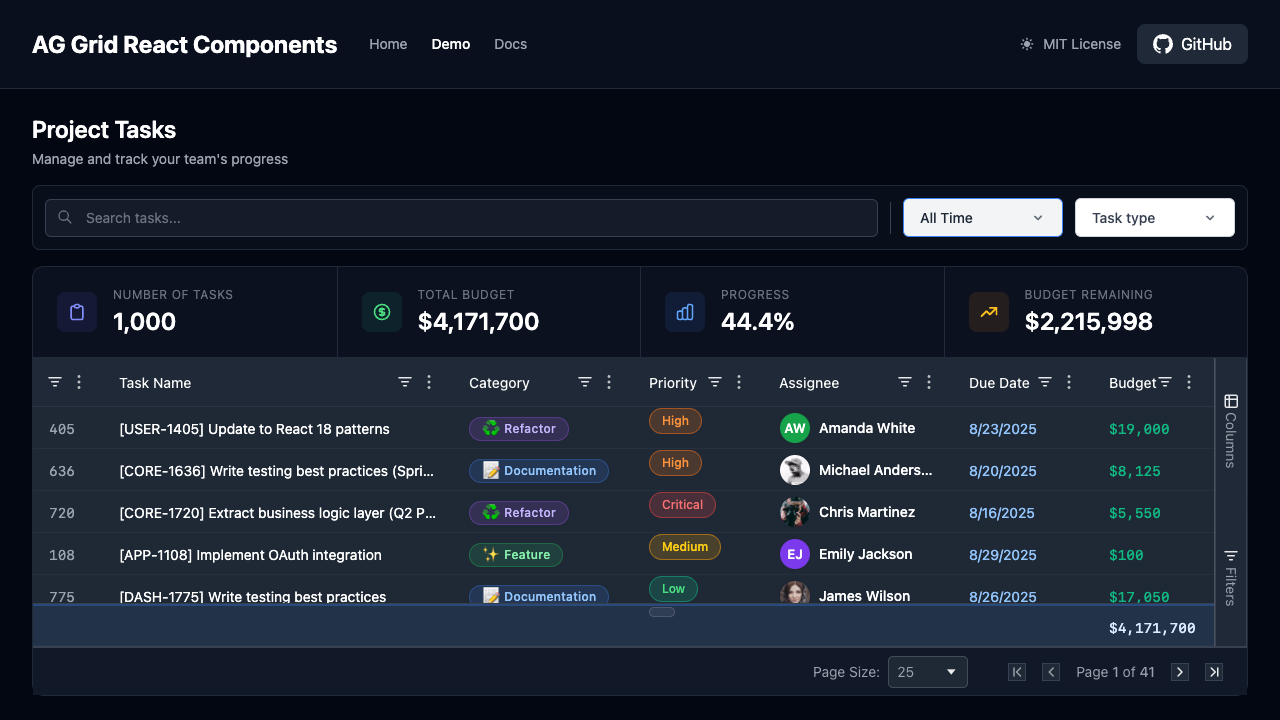 AG Grid React Components
Home
Demo
Docs
MIT License
GitHub
Project Tasks
Manage and track your team's progress
Search tasks...
All Time
Task type
NUMBER OF TASKS
1,000
TOTAL BUDGET
$4,171,700
PROGRESS
44.4%
BUDGET REMAINING
$2,215,998
Task Name
Category
Priority
Assignee
Due Date
Budget
405
[USER-1405] Update to React 18 patterns
Refactor
High
AW
Amanda White
8/23/2025
$19,000
636
[CORE-1636] Write testing best practices (Spri...
Documentation
High
Michael Anders...
8/20/2025
$8,125
720
[CORE-1720] Extract business logic layer (Q2 P...
Refactor
Critical
Chris Martinez
8/16/2025
$5,550
108
[APP-1108] Implement OAuth integration
Feature
Medium
EJ
Emily Jackson
8/29/2025
$100
775
[DASH-1775] Write testing best practices
Documentation
Low
James Wilson
8/26/2025
$17,050
$4,171,700
Columns
Filters
Page Size:
25
Page 1 of 41